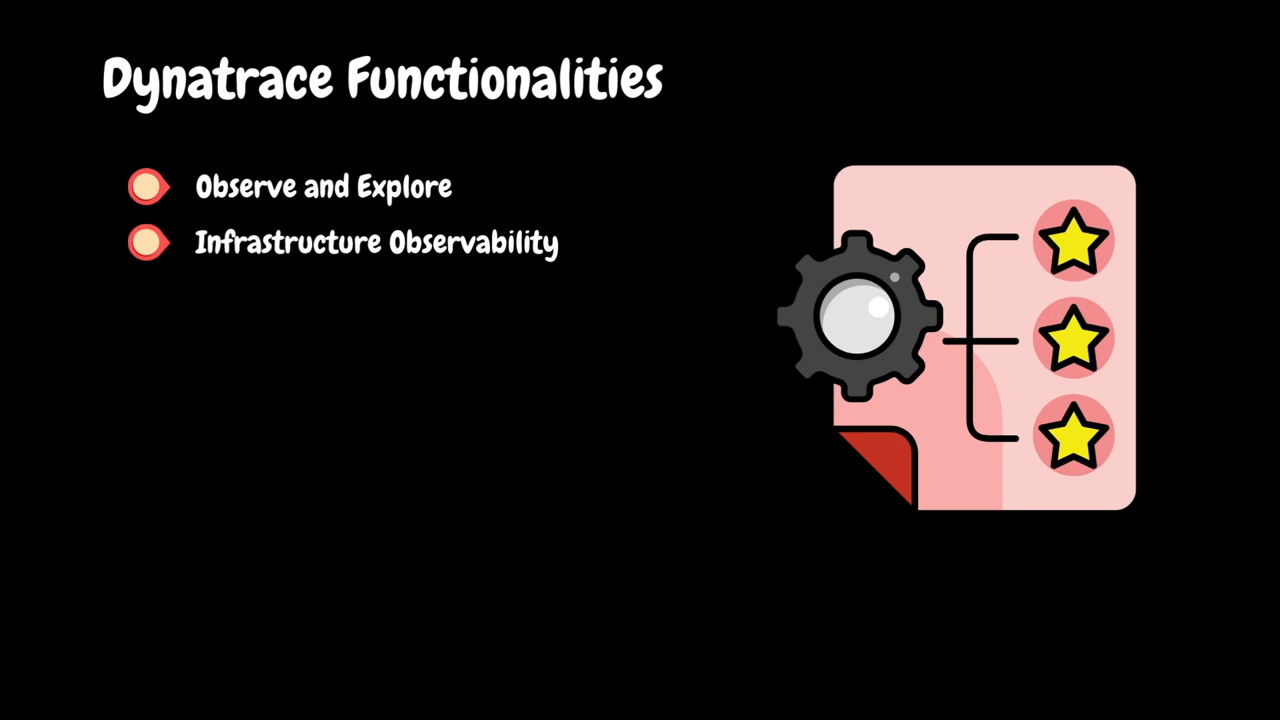 Dynatrace Functionalities
Observe and Explore
Infrastructure Observability